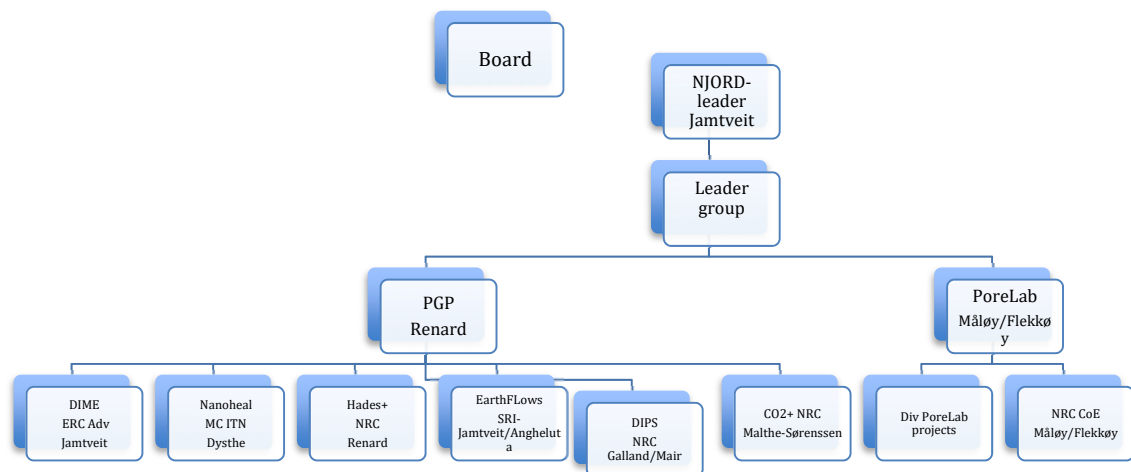 Board
NJORD-
leader
Jamtveit
Leader
group
PGP
Renard
PoreLab
Måløy/Flekkø
y
DIME
ERC Adv
Jamtveit
Nanoheal
MC ITN
Dysthe
Hades+
NRC
Renard
EarthFLows
SRI-
Jamtveit/Anghelut
a
DIPS
NRC
Galland/Mair
CO2+ NRC
Malthe-Sørenssen
Div PoreLab
projects
NRC CoE
Måløy/Flekkøy